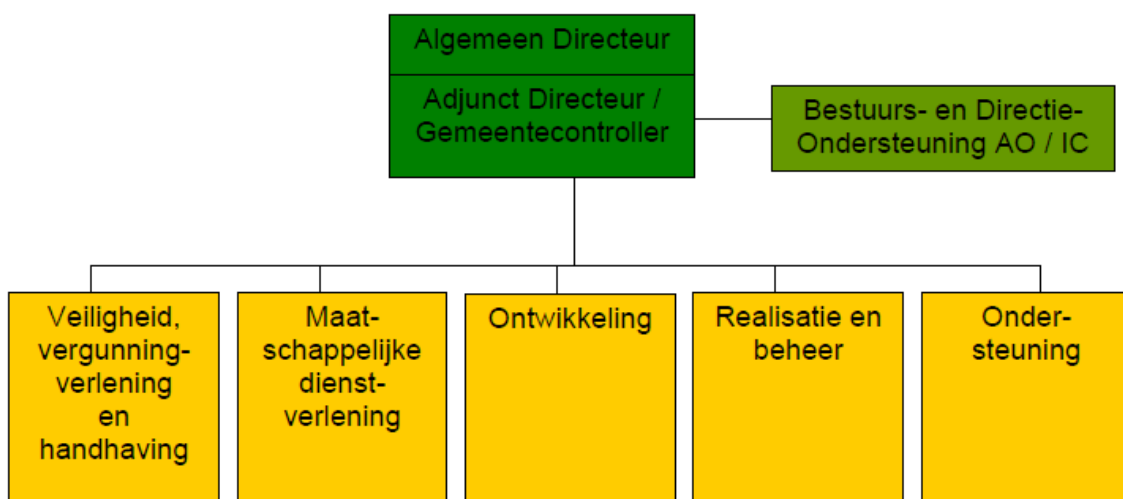 Algemeen Directeur
Adjunct Directeur /
Gemeentecontroller
Bestuurs- en Directie-
Ondersteuning AO / IC
Veiligheid,
vergunning-
verlening
en
handhaving
Maat-
schappelijke
dienst-
verlening
Ontwikkeling
Realisatie en
beheer
Onder-
steuning